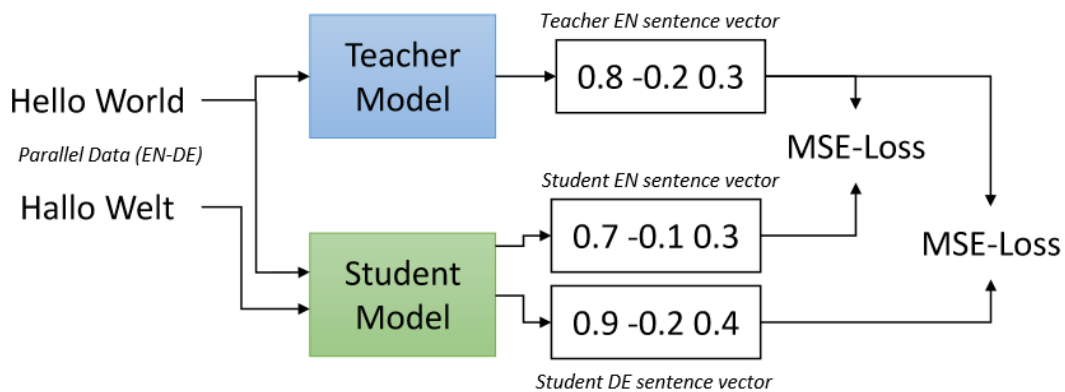 Teacher EN sentence vector
Teacher
Model
0.8 -0.2 0.3
Hello World
Parallel Data (EN-DE)
Hallo Welt
MSE-Loss
Student EN sentence vector
0.7 -0.1 0.3
MSE-Loss
Student
Model
0.9 -0.2 0.4
Student DE sentence vector